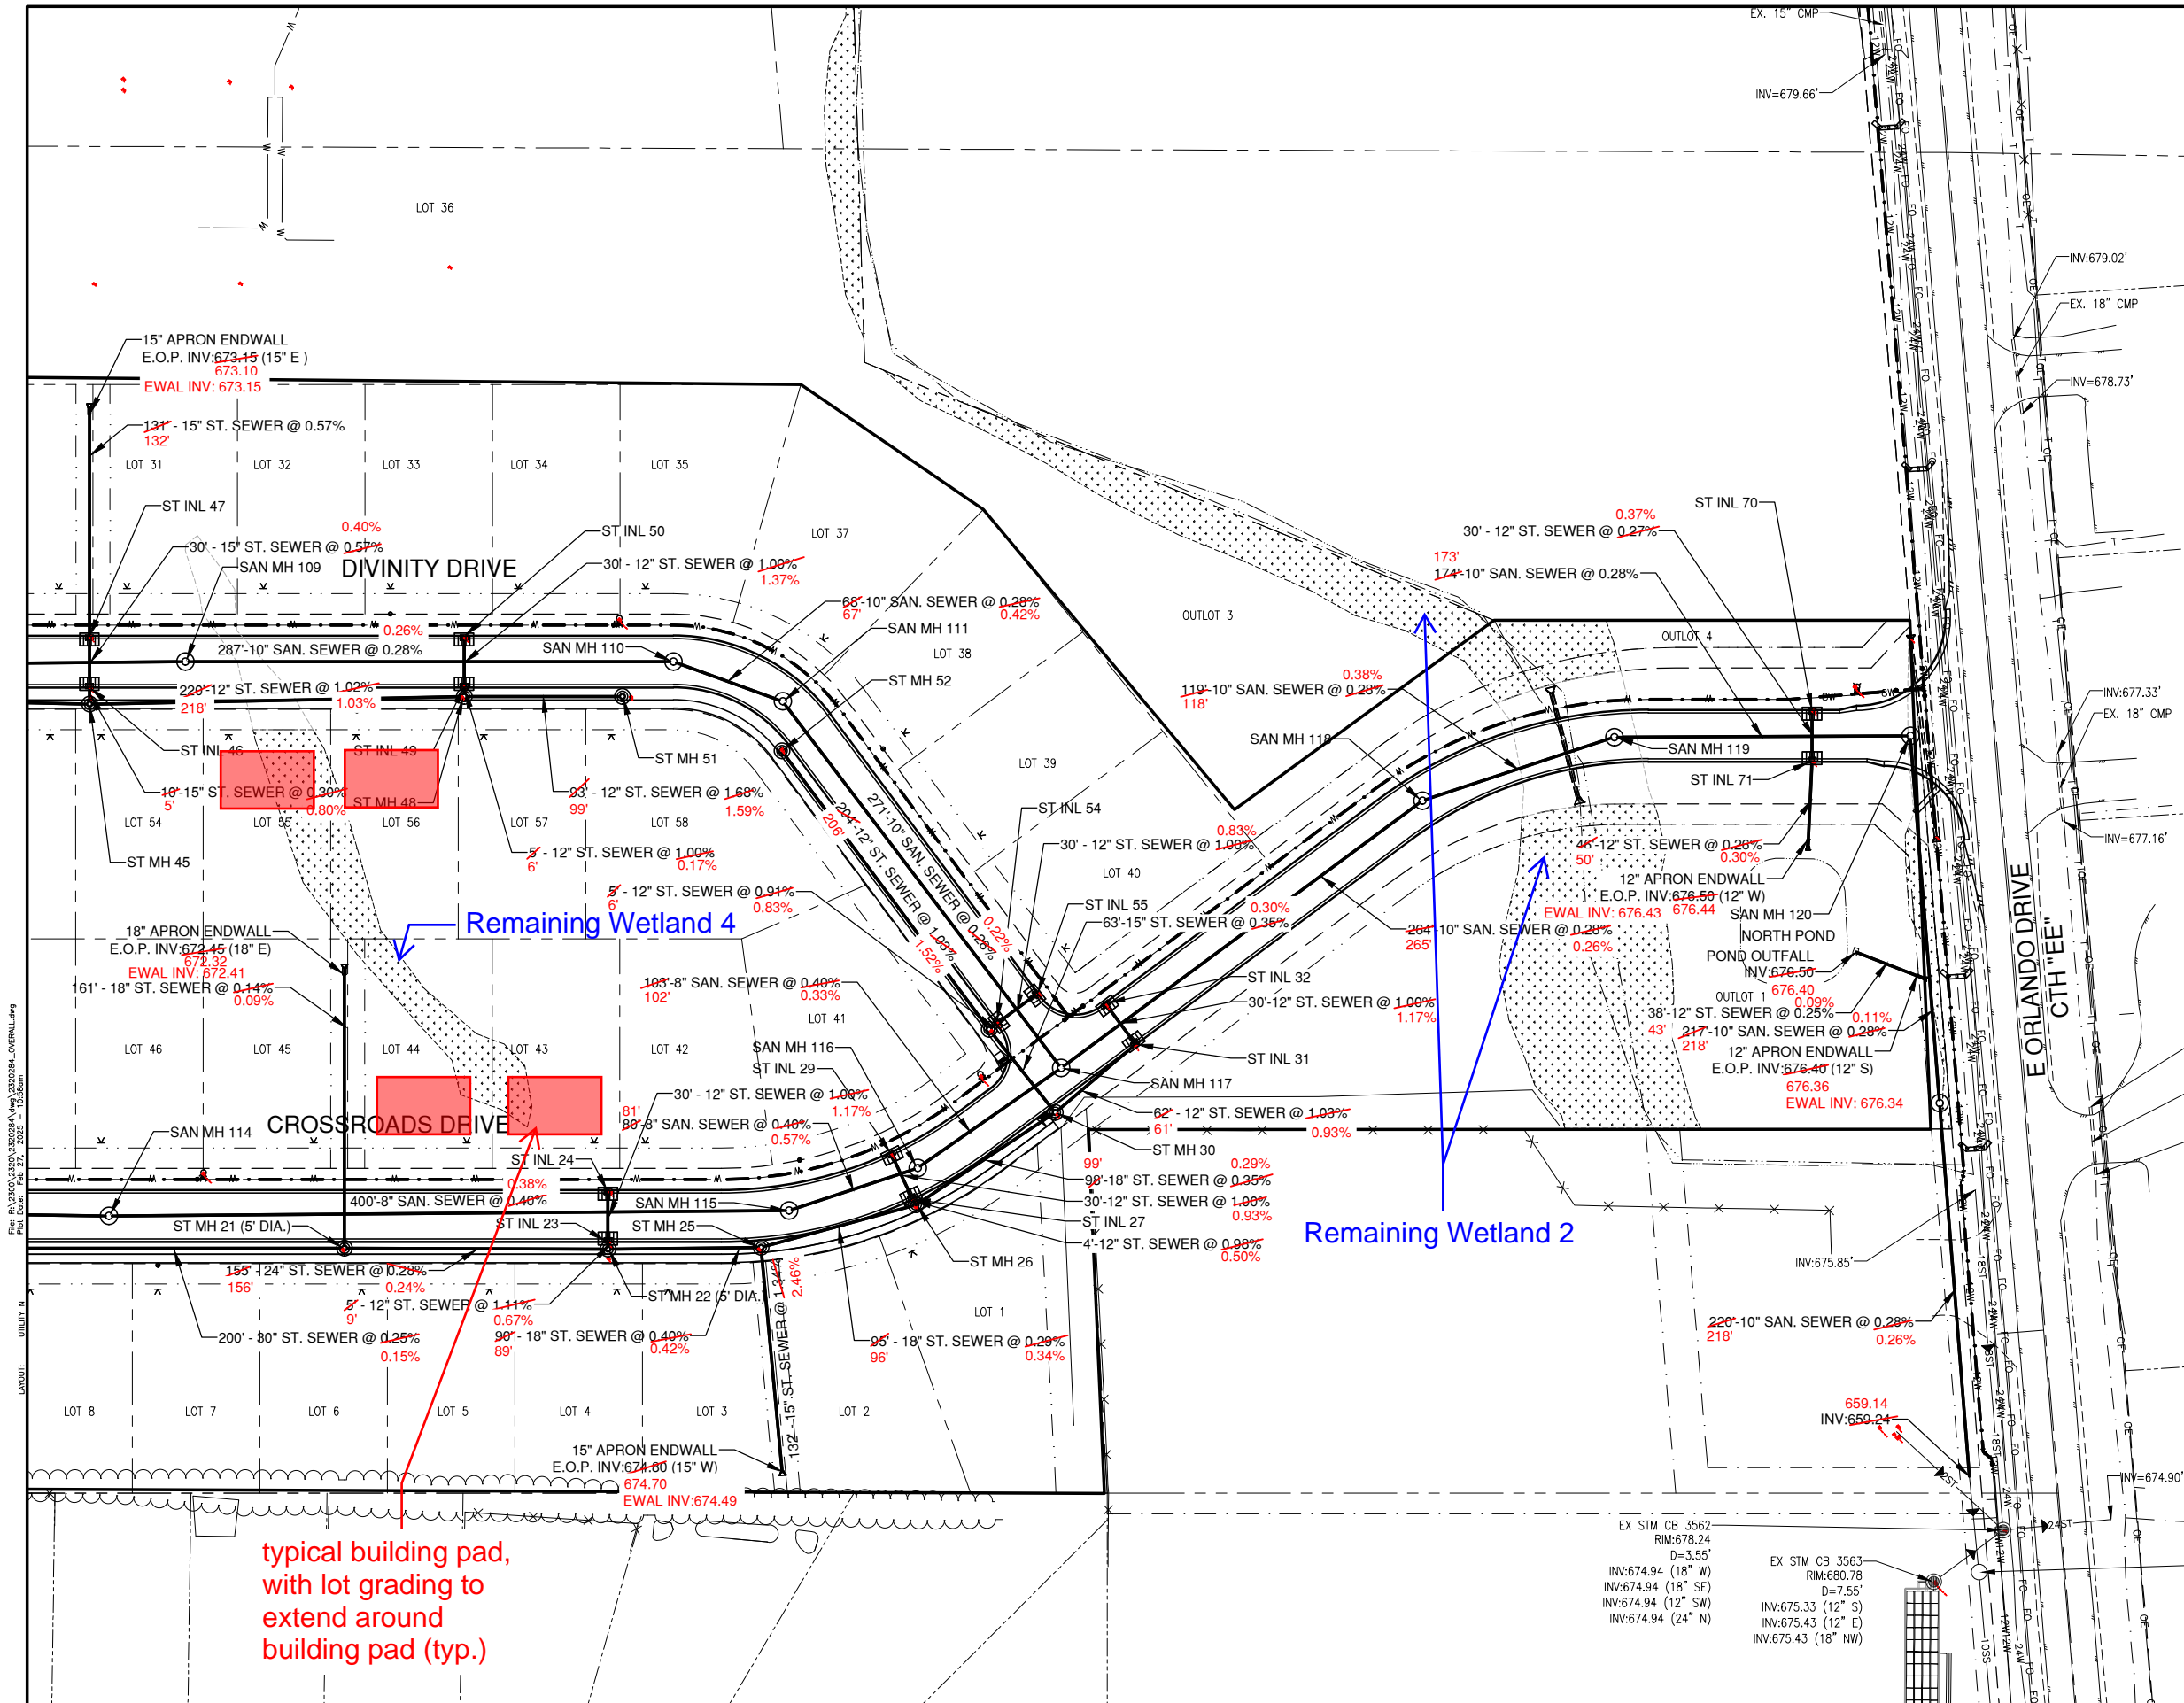 EX. 15" CMP
INV=679.66'
LOT 36
INV:679.02'
EX. 18" CMP
INV=678.73'
15" APRON ENDWALL
E.O.P. INV:673.15 (15" E )
673.10
EWAL INV: 673.15
131' - 15" ST. SEWER @ 0.57%
132'
LOT 31
LOT 32
LOT 33
LOT 34
LOT 35
ST INL 47
0.40%
30' - 15" ST. SEWER @ 0.57%
SAN MH 109
DIVINITY DRIVE
ST INL 50
30' - 12" ST. SEWER @ 1.00%
1.37%
LOT 37
68'-10" SAN. SEWER @ 0.28%
67'
0.42%
SAN MH 111
LOT 38
ST MH 52
0.26%
287'-10" SAN. SEWER @ 0.28%
SAN MH 110
220'-12" ST. SEWER @ 1.02%
218'
1.03%
ST INL 46
ST INL 49
ST MH 51
10'-15" ST. SEWER @ 0.30%
5'
0.80%
ST MH 48
93' - 12" ST. SEWER @ 1.68%
99'
1.59%
LOT 54
LOT 55
LOT 56
LOT 57
LOT 58
ST MH 45
5' - 12" ST. SEWER @ 1.00%
6'
0.17%
5' - 12" ST. SEWER @ 0.91%
6'
0.83%
204'-12" ST. SEWER @ 1.03%
206'
1.52%
271'-10" SAN. SEWER @ 0.28%
0.22%
OUTLOT 3
LOT 39
ST INL 54
0.83%
30' - 12" ST. SEWER @ 1.00%
LOT 40
ST INL 55
63'-15" ST. SEWER @ 0.35%
0.30%
ST INL 70
0.37%
30' - 12" ST. SEWER @ 0.27%
173'
174'-10" SAN. SEWER @ 0.28%
OUTLOT 4
0.38%
119'-10" SAN. SEWER @ 0.28%
118'
SAN MH 118
SAN MH 119
ST INL 71
INV:677.33'
EX. 18" CMP
INV=677.16'
46'-12" ST. SEWER @ 0.26%
50'
0.30%
12" APRON ENDWALL
E.O.P. INV:676.50 (12" W)
EWAL INV: 676.43
676.44
SAN MH 120
264'-10" SAN. SEWER @ 0.28%
265'
0.26%
NORTH POND
POND OUTFALL
INV:676.50
676.40
OUTLOT 1
0.09%
38'-12" ST. SEWER @ 0.25%
43'
0.11%
217'-10" SAN. SEWER @ 0.28%
218'
12" APRON ENDWALL
E.O.P. INV:676.40 (12" S)
676.36
EWAL INV: 676.34
E ORLANDO DRIVE
CTH "EE"
Remaining Wetland 4
18" APRON ENDWALL
E.O.P. INV:672.45 (18" E)
672.32
EWAL INV: 672.41
161' - 18" ST. SEWER @ 0.14%
0.09%
LOT 46
LOT 45
LOT 44
LOT 43
LOT 42
LOT 41
103'-8" SAN. SEWER @ 0.40%
102'
0.33%
SAN MH 116
ST INL 29
30' - 12" ST. SEWER @ 1.00%
1.17%
81'
80'-8" SAN. SEWER @ 0.40%
0.57%
ST INL 32
30'-12" ST. SEWER @ 1.00%
1.17%
ST INL 31
SAN MH 117
62' - 12" ST. SEWER @ 1.03%
61'
0.93%
ST MH 30
99'
0.29%
98'-18" ST. SEWER @ 0.35%
30'-12" ST. SEWER @ 1.00%
0.93%
ST INL 27
4'-12" ST. SEWER @ 0.98%
0.50%
ST MH 26
CROSSROADS DRIVE
SAN MH 114
ST INL 24
0.38%
400'-8" SAN. SEWER @ 0.40%
SAN MH 115
ST MH 21 (5' DIA.)
ST INL 23
ST MH 25
155' - 24" ST. SEWER @ 0.28%
156'
0.24%
5' - 12" ST. SEWER @ 1.11%
9'
0.67%
ST MH 22 (5' DIA.)
200' - 30" ST. SEWER @ 0.25%
0.15%
90' - 18" ST. SEWER @ 0.40%
89'
0.42%
132' - 15" ST. SEWER @ 1.34%
2.46%
95' - 18" ST. SEWER @ 0.29%
96'
0.34%
LOT 1
LOT 8
LOT 7
LOT 6
LOT 5
LOT 4
LOT 3
LOT 2
15" APRON ENDWALL
E.O.P. INV:674.80 (15" W)
674.70
EWAL INV:674.49
Remaining Wetland 2
INV:675.85'
220'-10" SAN. SEWER @ 0.28%
218'
0.26%
659.14
INV:659.24
INV=674.90'
typical building pad,
with lot grading to
extend around
building pad (typ.)
EX STM CB 3562
RIM:678.24
D=3.55'
INV:674.94 (18" W)
INV:674.94 (18" SE)
INV:674.94 (12" SW)
INV:674.94 (24" N)
EX STM CB 3563
RIM:680.78
D=7.55'
INV:675.33 (12" S)
INV:675.43 (12" E)
INV:675.43 (18" NW)
File: R:\2300\2320\2320284\dwg\2320284_OVERALL.dwg
Plot Date: Feb 27, 2025 - 10:58am
LAYOUT: UTILITY N